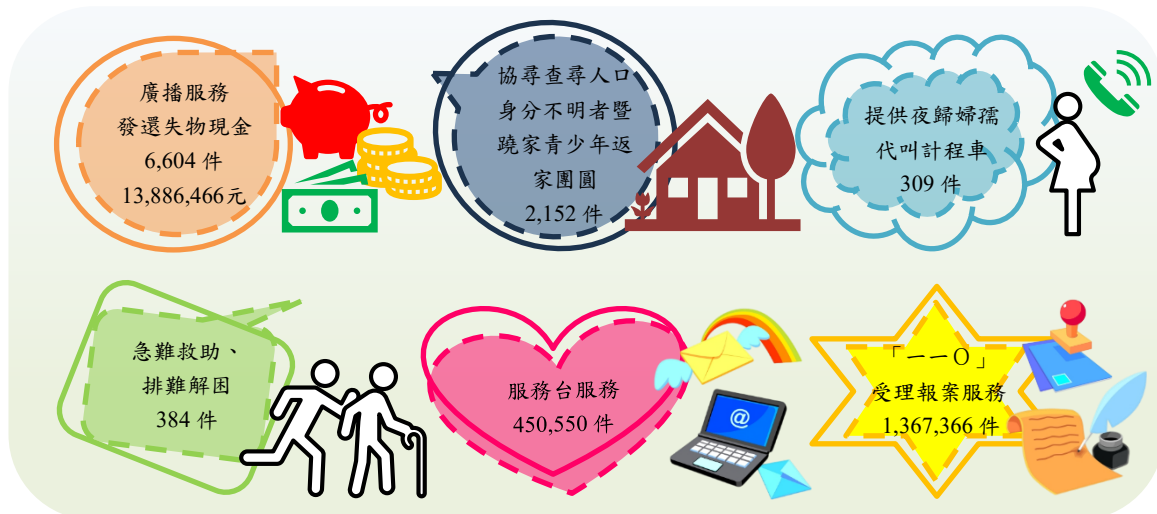 廣播服務
發還失物現金
6,604 件
13,886,466元
協尋查尋人口
身分不明者暨
蹺家青少年返
家團圓
2,152 件
提供夜歸婦孺
代叫計程車
309 件
急難救助、
排難解困
384 件
服務台服務
450,550 件
@
「一一O」
受理報案服務
1,367,366 件